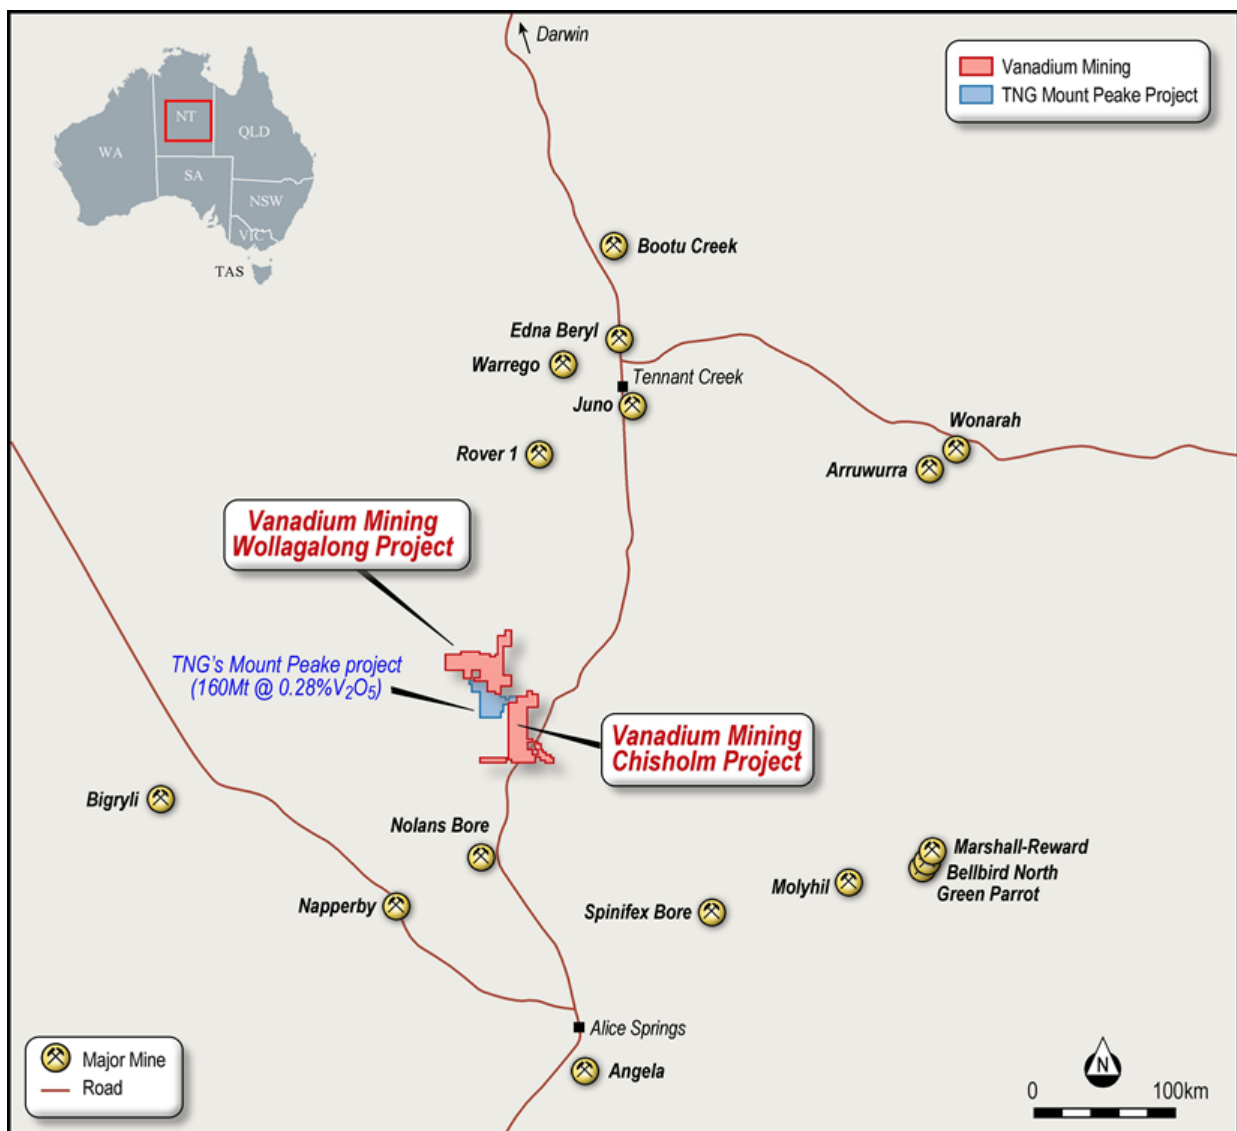 Darwin
Vanadium Mining
TNG Mount Peake Project
NT
QLD
WA
SA
NSW
VIC
TAS
Bootu Creek
Edna Beryl
Warrego
Tennant Creek
Juno
Wonarah
Rover 1
Arruwurra
Vanadium Mining
Wollagalong Project
TNG's Mount Peake project
(160Mt @ 0.28%V₂O₅)
Vanadium Mining
Chisholm Project
Bigryli
Nolans Bore
Marshall-Reward
Bellbird North
Green Parrot
Molyhil
Napperby
Spinifex Bore
Alice Springs
Angela
Major Mine
Road
N
0 100km